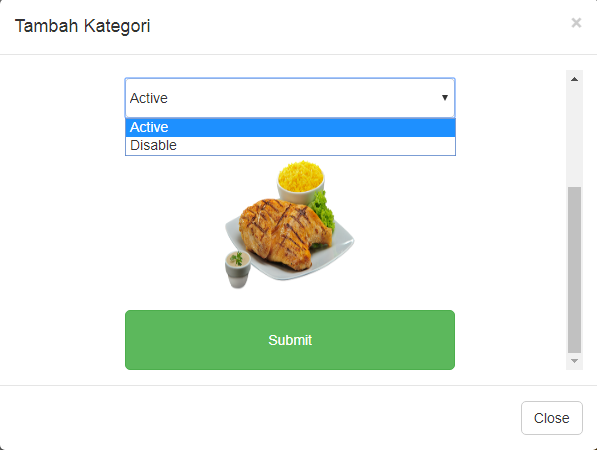 Tambah Kategori
×
Active
Active
Disable
Submit
Close